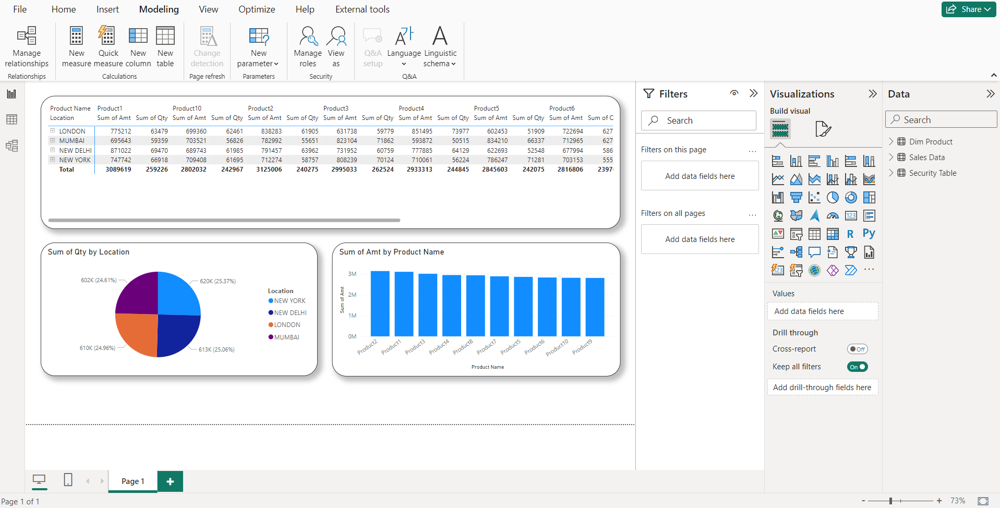 File Home Insert Modeling View Optimize Help External tools Share
Manage relationships
New measure
Quick measure
New column
New table
Change detection
New parameter
Manage roles
View as
Q&A setup
Language
Linguistic schema
Relationships Calculations Page refresh Parameters Security Q&A
Product Name Product1 Product10 Product2 Product3 Product4 Product5 Product6
Location Sum of Amt Sum of Qty Sum of Amt Sum of Qty Sum of Amt Sum of Qty Sum of Amt Sum of Qty Sum of Amt Sum of Qty Sum of Amt Sum of Qty Sum of Amt Sum of
LONDON 775212 63479 699360 62461 838283 61905 631738 59779 851495 73977 602453 51909 722694 627
MUMBAI 695643 59359 703521 56826 782992 55651 823104 71862 593872 50515 834210 66337 712965 627
NEW DELHI 871022 69470 689743 61985 791457 63962 731952 60759 777885 64129 622693 52548 677994 586
NEW YORK 747742 66918 709408 61695 712274 58757 808239 70124 710061 56224 786247 71281 703153 555
Total 3089619 259226 2802032 242967 3125006 240275 2995033 262524 2933313 244845 2845603 242075 2816806 2397
Sum of Qty by Location
602K (24.61%)
620K (25.37%)
610K (24.96%)
613K (25.06%)
Location
NEW YORK
NEW DELHI
LONDON
MUMBAI
Sum of Amt by Product Name
Sum of Amt
3M
2M
1M
0M
Product2 Product1 Product3 Product4 Product8 Product7 Product5 Product6 Product10 Product9
Product Name
Filters
Search
Filters on this page ...
Add data fields here
Filters on all pages ...
Add data fields here
Visualizations
Build visual
123
R Py
123
...
Values
Add data fields here
Drill through
Cross-report Off
Keep all filters On
Add drill-through fields here
Data
Search
Dim Product
Sales Data
Security Table
Page 1 +
Page 1 of 1
- + 73%